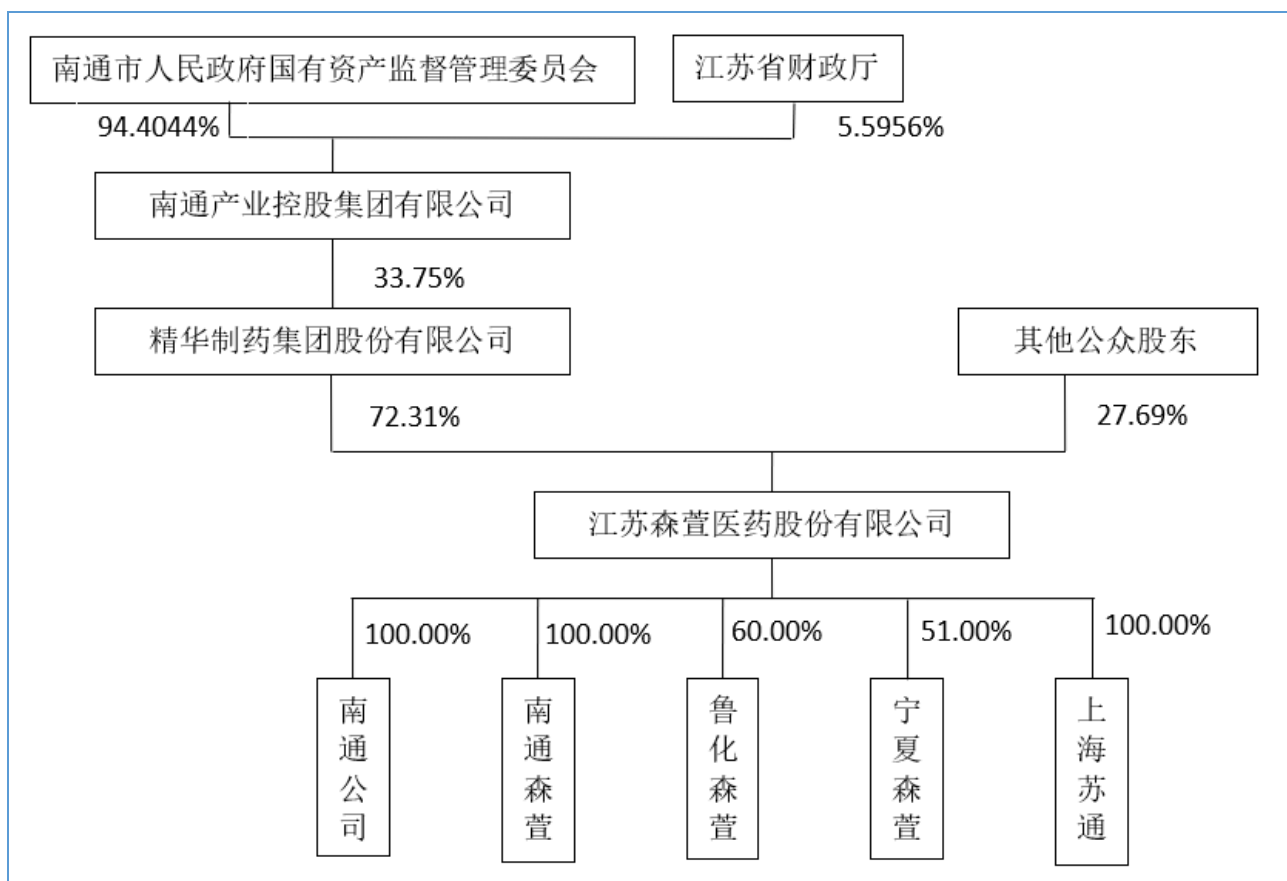 南通市人民政府国有资产监督管理委员会
江苏省财政厅
94.4044%
5.5956%
南通产业控股集团有限公司
33.75%
精华制药集团股份有限公司
其他公众股东
72.31%
27.69%
江苏森萱医药股份有限公司
100.00%
100.00%
60.00%
51.00%
100.00%
南通公司
南通森萱
鲁化森萱
宁夏森萱
上海苏通